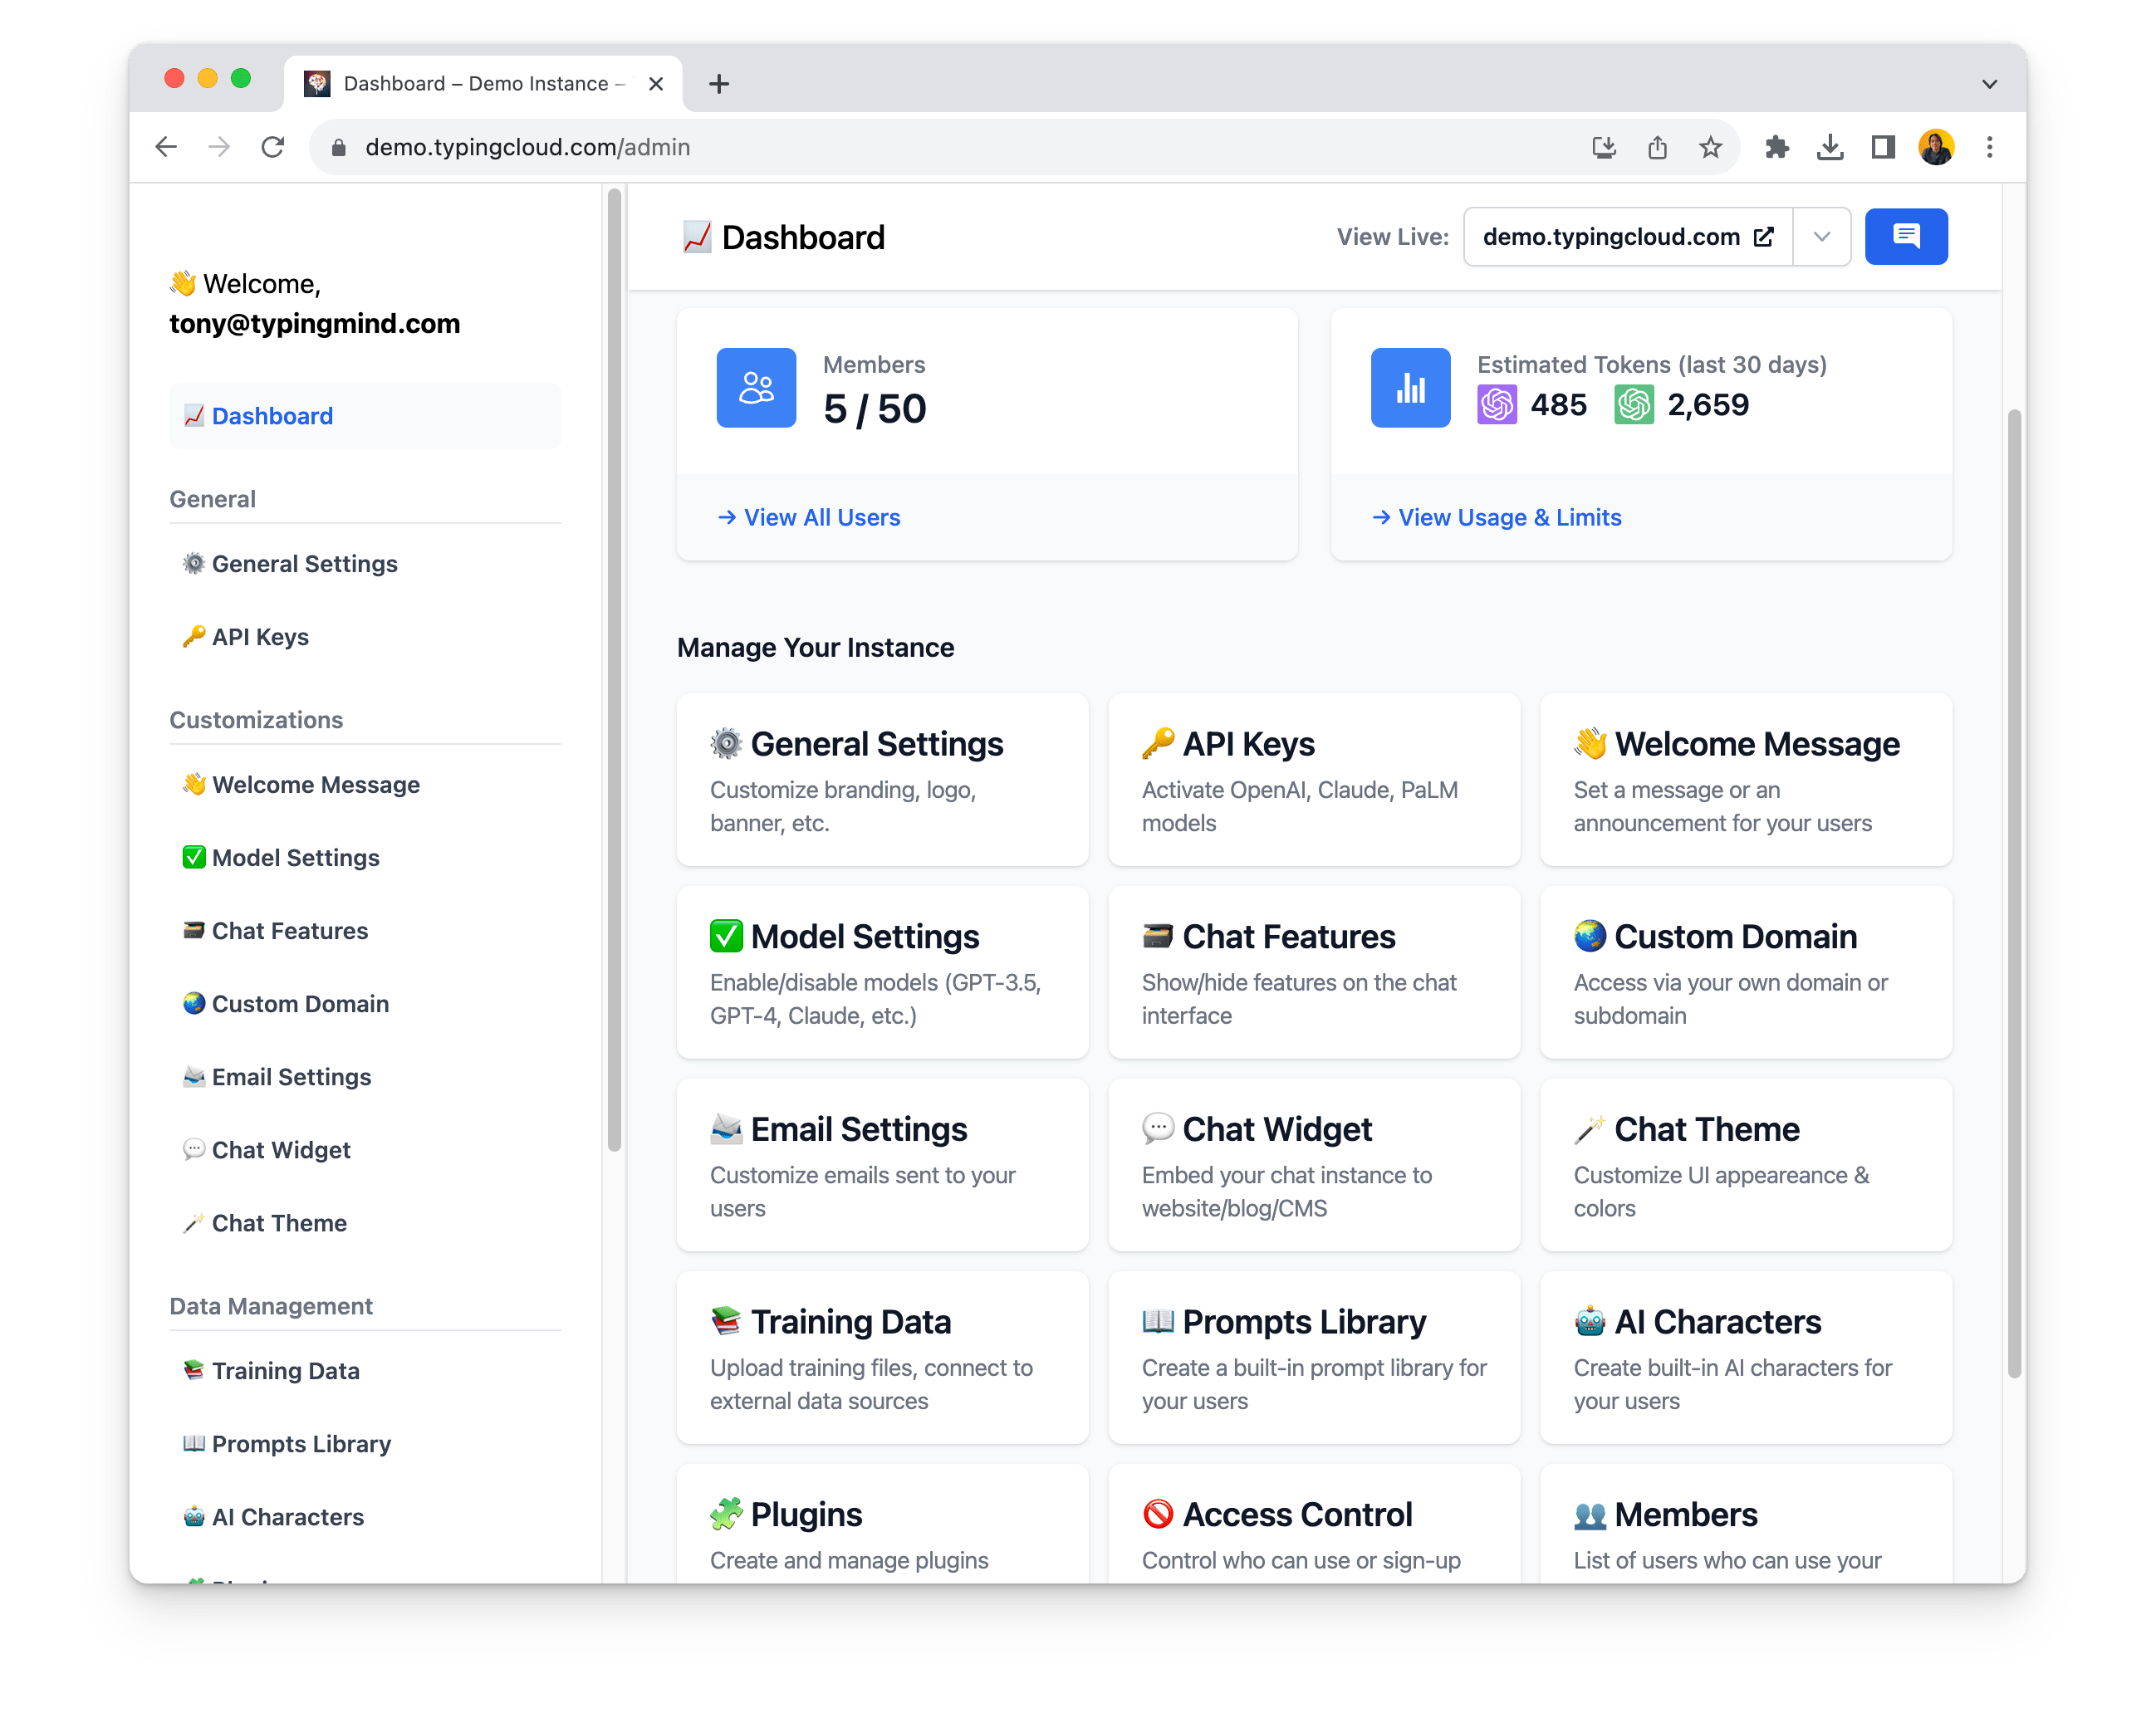 Dashboard – Demo Instance –
demo.typingcloud.com/admin
👋 Welcome,
tony@typingmind.com
📈 Dashboard
General
⚙️ General Settings
🔑 API Keys
Customizations
👋 Welcome Message
✅ Model Settings
🗃️ Chat Features
🌏 Custom Domain
📨 Email Settings
💬 Chat Widget
🪄 Chat Theme
Data Management
📚 Training Data
📖 Prompts Library
🤖 AI Characters
📈 Dashboard
View Live:
demo.typingcloud.com
Members
5 / 50
→ View All Users
Estimated Tokens (last 30 days)
485 2,659
→ View Usage & Limits
Manage Your Instance
⚙️ General Settings
Customize branding, logo,
banner, etc.
🔑 API Keys
Activate OpenAI, Claude, PaLM
models
👋 Welcome Message
Set a message or an
announcement for your users
✅ Model Settings
Enable/disable models (GPT-3.5,
GPT-4, Claude, etc.)
🗃️ Chat Features
Show/hide features on the chat
interface
🌏 Custom Domain
Access via your own domain or
subdomain
📨 Email Settings
Customize emails sent to your
users
💬 Chat Widget
Embed your chat instance to
website/blog/CMS
🪄 Chat Theme
Customize UI appeareance &
colors
📚 Training Data
Upload training files, connect to
external data sources
📖 Prompts Library
Create a built-in prompt library for
your users
🤖 AI Characters
Create built-in AI characters for
your users
🧩 Plugins
Create and manage plugins
🚫 Access Control
Control who can use or sign-up
👥 Members
List of users who can use your